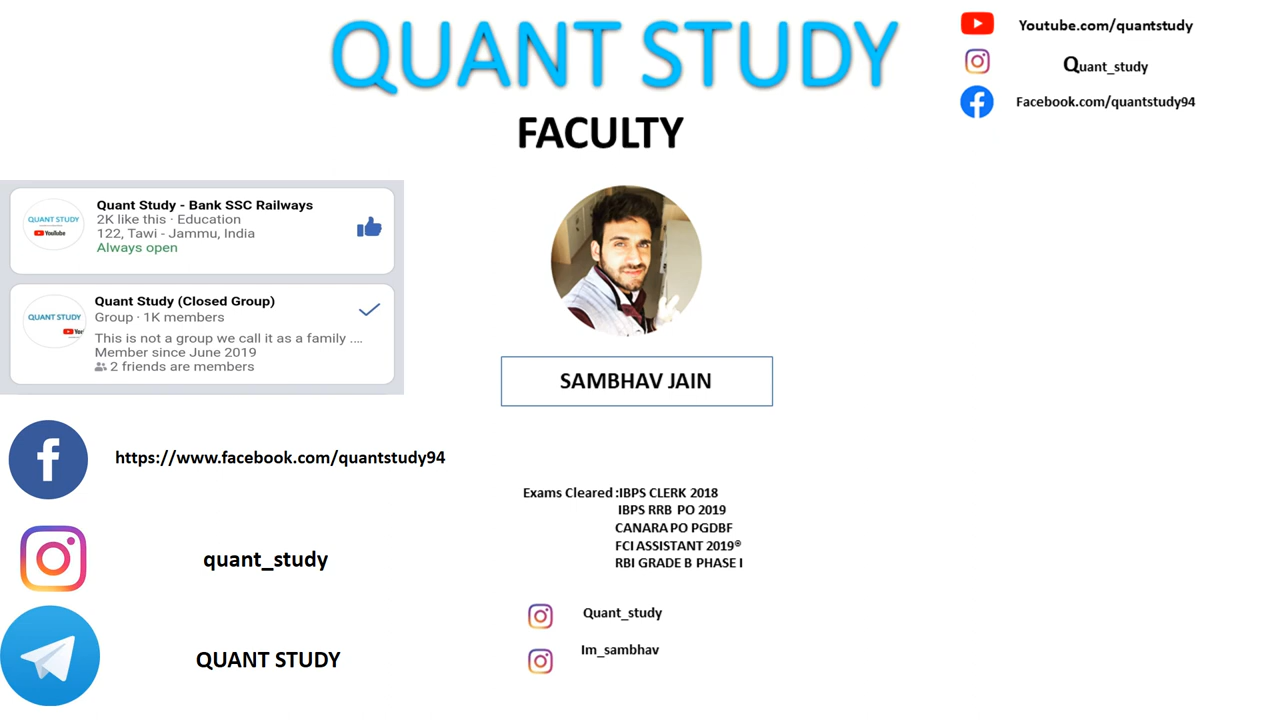 QUANT STUDY
FACULTY
Youtube.com/quantstudy
Quant_study
Facebook.com/quantstudy94
QUANT STUDY
YouTube
Quant Study - Bank SSC Railways
2K like this · Education
122, Tawi - Jammu, India
Always open
QUANT STUDY
You
Quant Study (Closed Group)
Group · 1K members
This is not a group we call it as a family ....
Member since June 2019
2 friends are members
https://www.facebook.com/quantstudy94
quant_study
QUANT STUDY
SAMBHAV JAIN
Exams Cleared :IBPS CLERK 2018
IBPS RRB PO 2019
CANARA PO PGDBF
FCI ASSISTANT 2019®
RBI GRADE B PHASE I
Quant_study
Im_sambhav